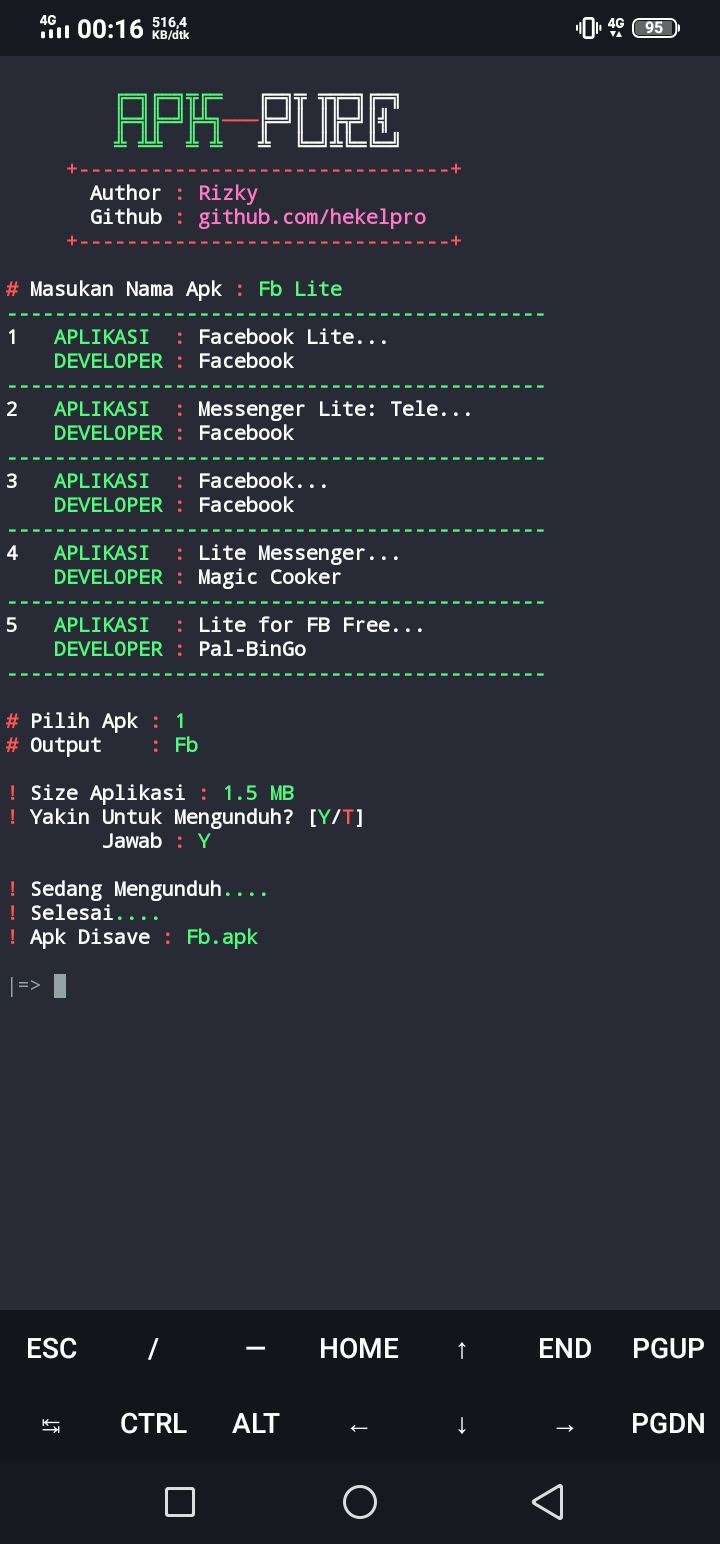 4G 00:16 516,4 KB/dtk 4G 95
APK—PURE
+-------------------------------+
Author : Rizky
Github : github.com/hekelpro
+-------------------------------+
# Masukan Nama Apk : Fb Lite
---------------------------------------------
1 APLIKASI : Facebook Lite...
DEVELOPER : Facebook
---------------------------------------------
2 APLIKASI : Messenger Lite: Tele...
DEVELOPER : Facebook
---------------------------------------------
3 APLIKASI : Facebook...
DEVELOPER : Facebook
---------------------------------------------
4 APLIKASI : Lite Messenger...
DEVELOPER : Magic Cooker
---------------------------------------------
5 APLIKASI : Lite for FB Free...
DEVELOPER : Pal-BinGo
---------------------------------------------
# Pilih Apk : 1
# Output : Fb
! Size Aplikasi : 1.5 MB
! Yakin Untuk Mengunduh? [Y/T]
Jawab : Y
! Sedang Mengunduh....
! Selesai....
! Apk Disave : Fb.apk
|=>
ESC / — HOME ↑ END PGUP
↹ CTRL ALT ← ↓ → PGDN